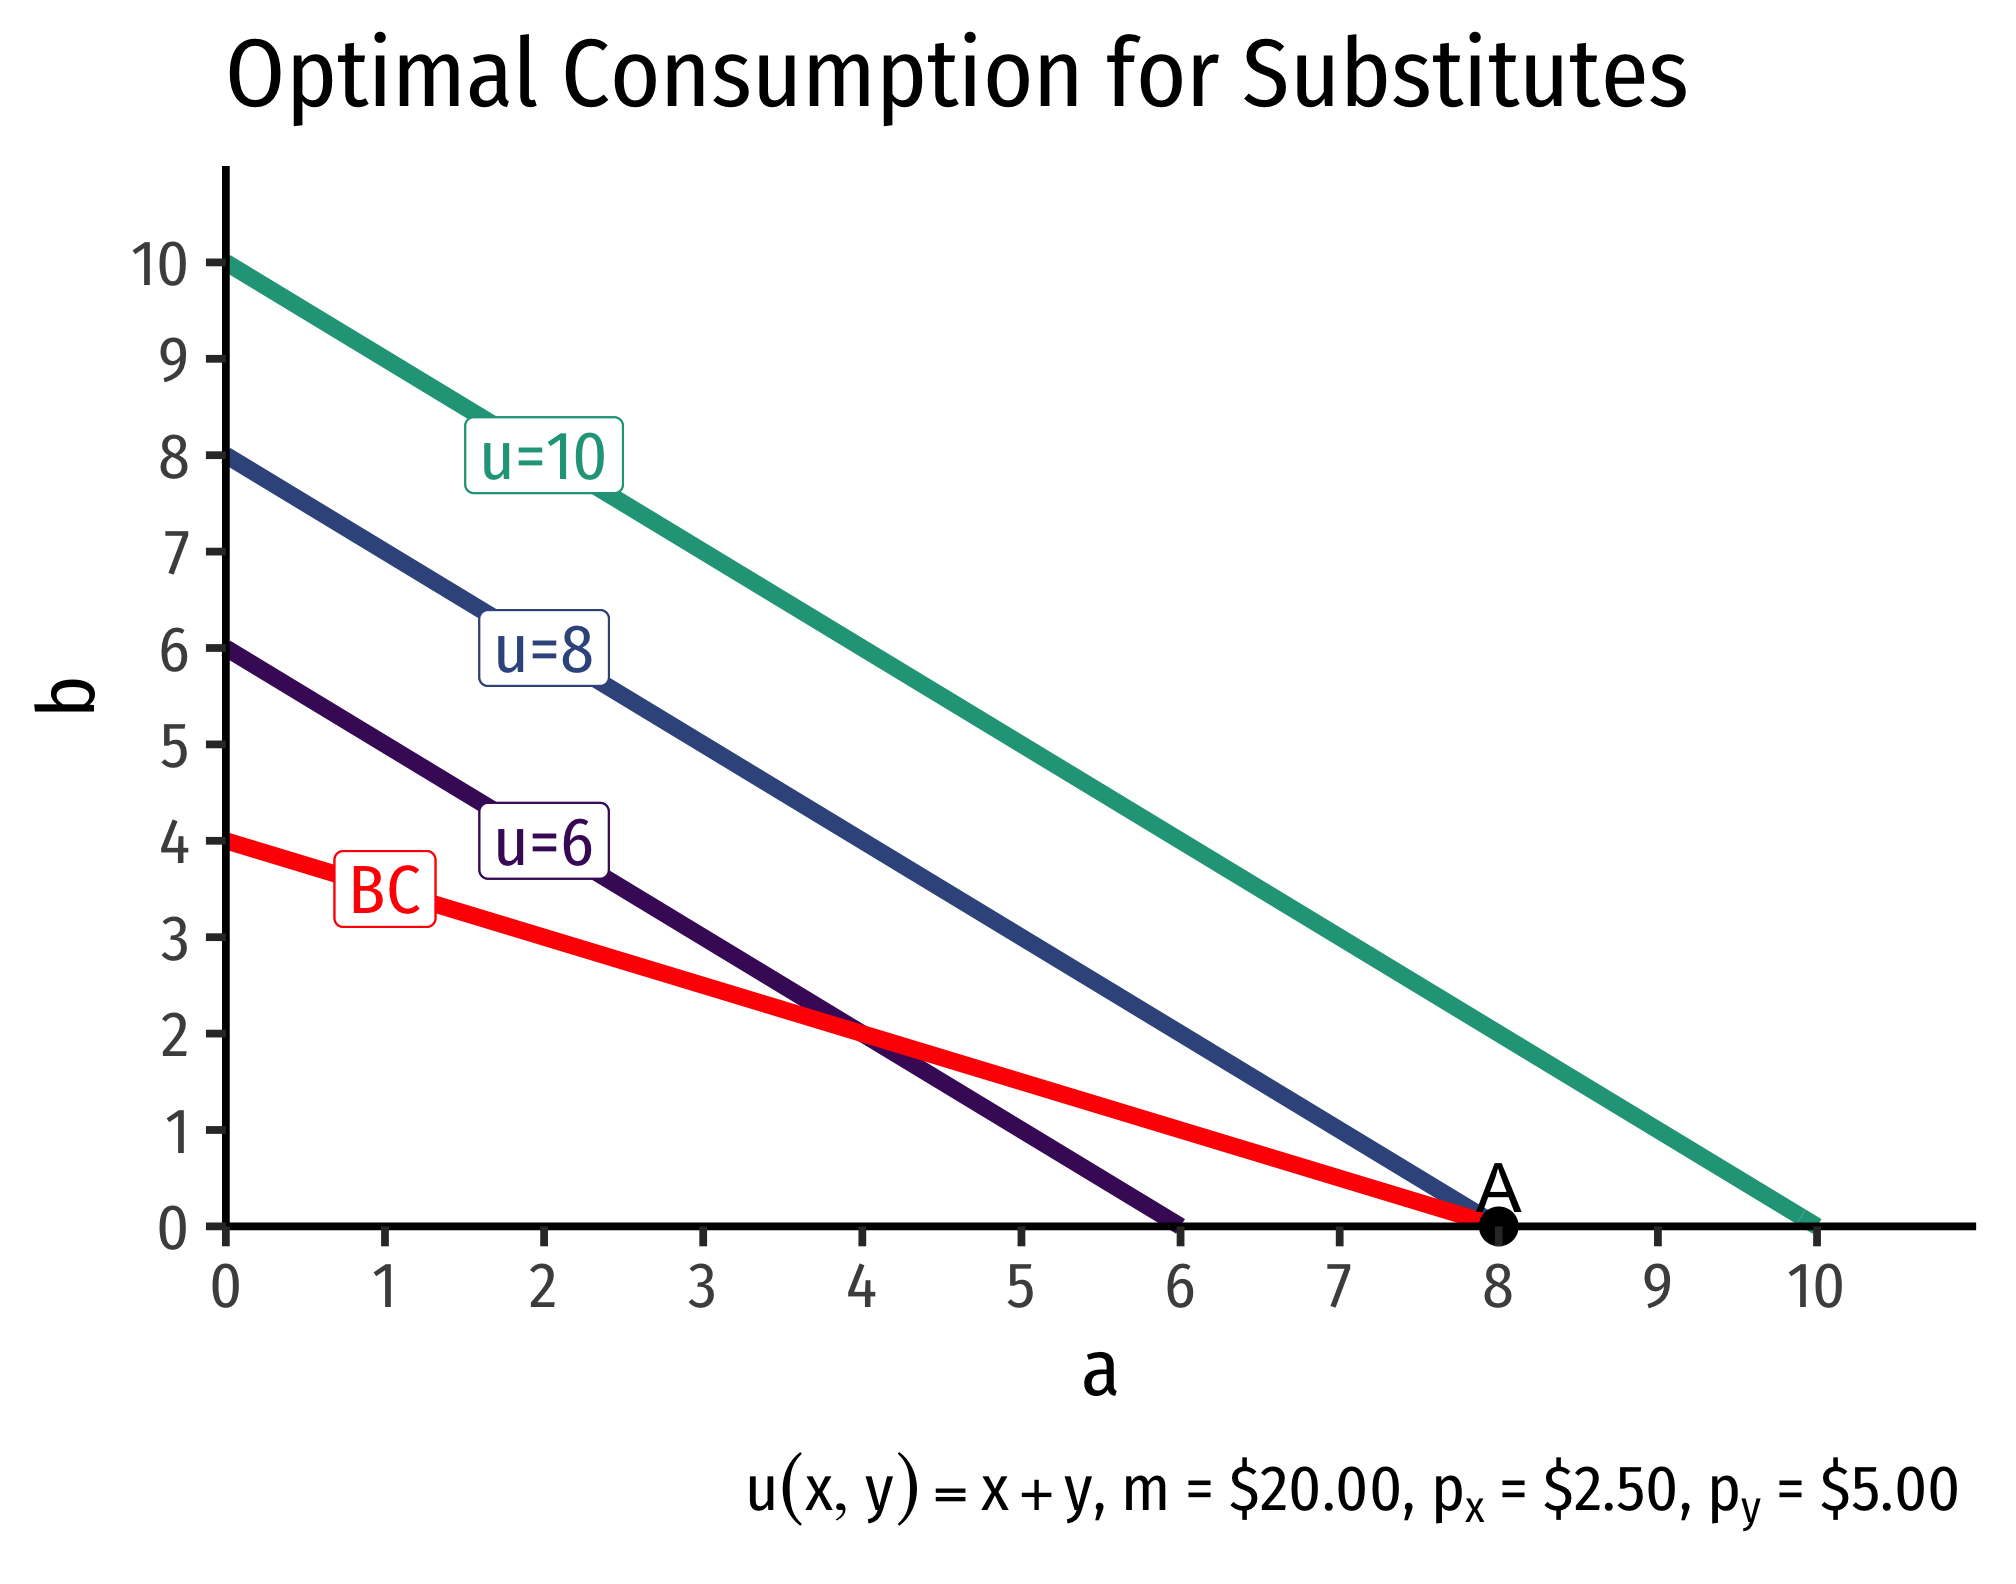 Optimal Consumption for Substitutes
10
9
8
7
6
5
4
3
2
1
0
b
u=10
u=8
u=6
BC
A
0 1 2 3 4 5 6 7 8 9 10
a
u(x, y) = x + y, m = $20.00, pₓ = $2.50, p_y = $5.00